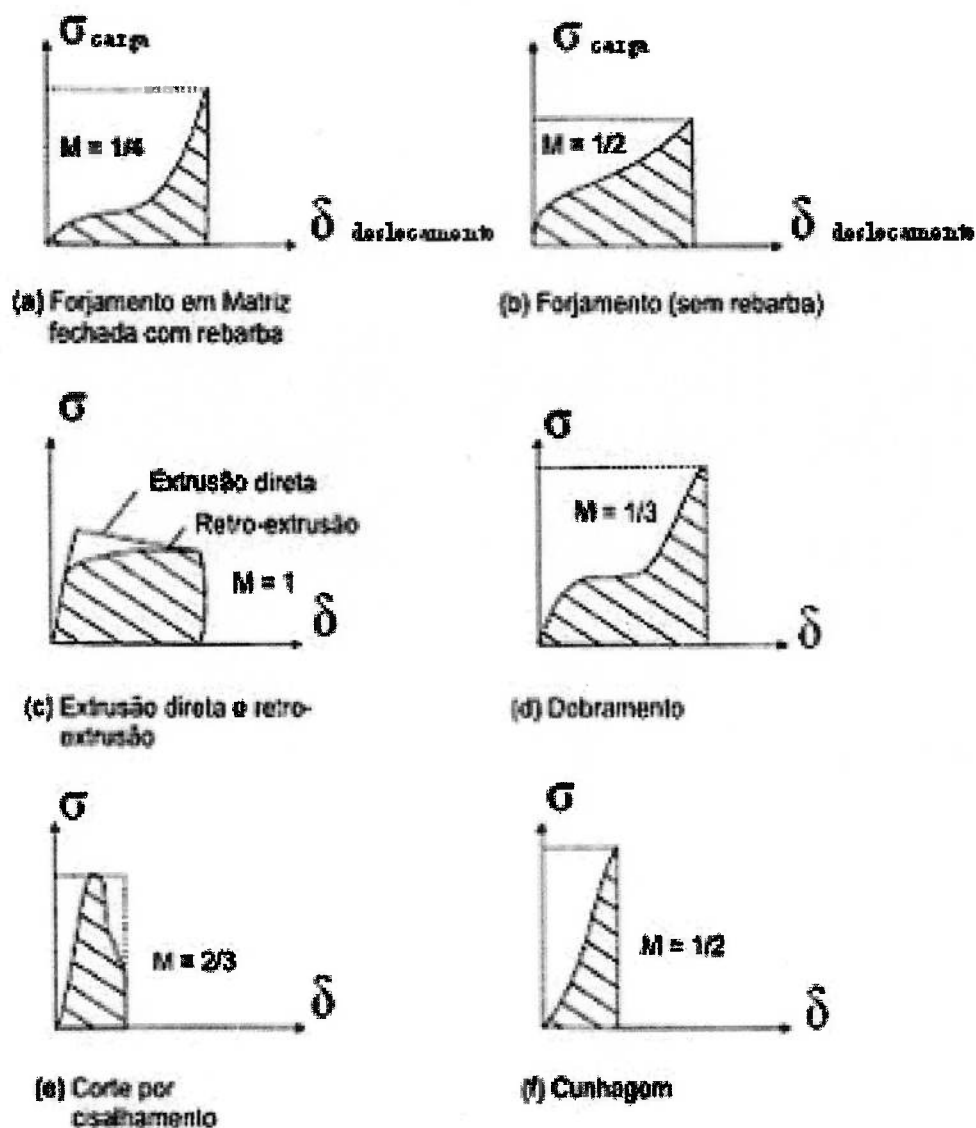 σ carga
σ carga
M = 1/4
M = 1/2
δ deslocamento
δ deslocamento
(a) Forjamento em Matriz
fechada com rebarba
(b) Forjamento (sem rebarba)
σ
σ
Extrusão direta
Retro-extrusão
M = 1/3
M = 1
δ
δ
(c) Extrusão direta e retro-
extrusão
(d) Dobramento
σ
σ
M = 2/3
M = 1/2
δ
δ
(e) Corte por
cisalhamento
(f) Cunhagem